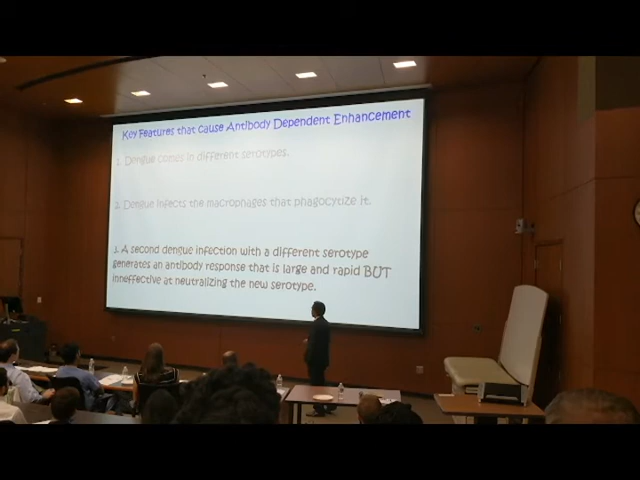 Key Features that cause Antibody Dependent Enhancement
1. Dengue comes in different serotypes.
2. Dengue infects the macrophages that phagocytize it.
3. A second dengue infection with a different serotype
generates an antibody response that is large and rapid BUT
inneffective at neutralizing the new serotype.